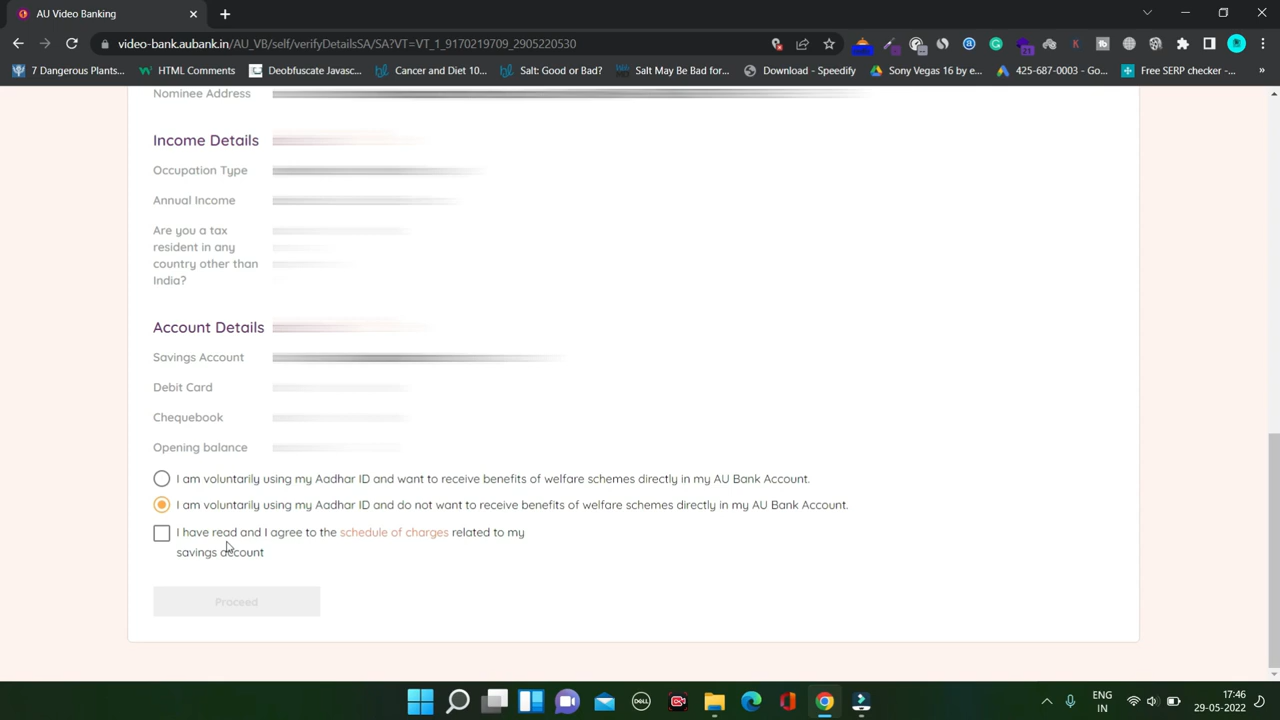 AU Video Banking
video-bank.aubank.in/AU_VB/self/verifyDetailsSA/SA?VT=VT_1_9170219709_2905220530
21
7 Dangerous Plants... HTML Comments Deobfuscate Javasc... Cancer and Diet 10... Salt: Good or Bad? Salt May Be Bad for... Download - Speedify Sony Vegas 16 by e... 425-687-0003 - Go... Free SERP checker -... »
Nominee Address
Income Details
Occupation Type
Annual Income
Are you a tax
resident in any
country other than
India?
Account Details
Savings Account
Debit Card
Chequebook
Opening balance
I am voluntarily using my Aadhar ID and want to receive benefits of welfare schemes directly in my AU Bank Account.
I am voluntarily using my Aadhar ID and do not want to receive benefits of welfare schemes directly in my AU Bank Account.
I have read and I agree to the schedule of charges related to my
savings account
Proceed
DELL
ENG 17:46
IN 29-05-2022